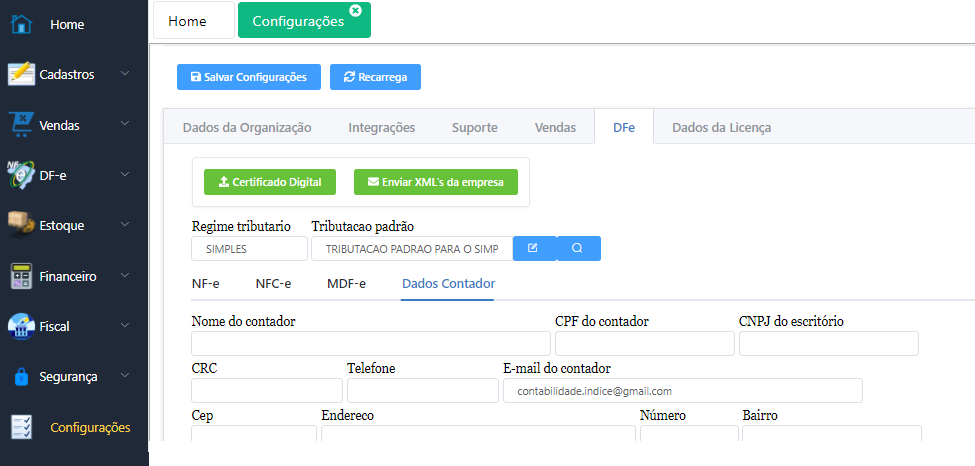 Home
Cadastros
Vendas
NF-e
DF-e
Estoque
Financeiro
Fiscal
Segurança
Configurações
Home
Configurações
Salvar Configurações
Recarrega
Dados da Organização
Integrações
Suporte
Vendas
DFe
Dados da Licença
Certificado Digital
Enviar XML's da empresa
Regime tributario
Tributacao padrão
SIMPLES
TRIBUTACAO PADRAO PARA O SIMP
NF-e
NFC-e
MDF-e
Dados Contador
Nome do contador
CPF do contador
CNPJ do escritório
CRC
Telefone
E-mail do contador
contabilidade.indice@gmail.com
Cep
Endereco
Número
Bairro